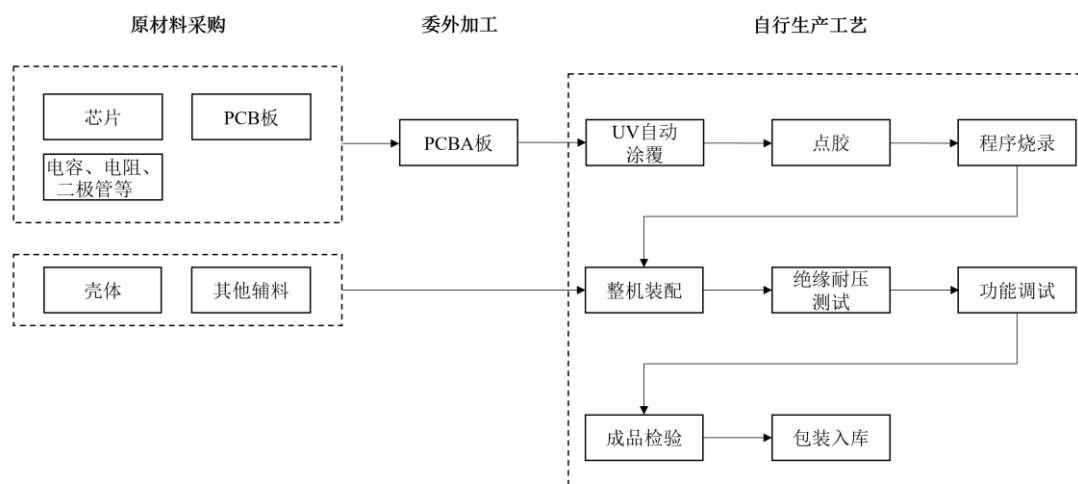 原材料采购
委外加工
自行生产工艺
芯片
PCB板
电容、电阻、
二极管等
PCBA板
UV自动
涂覆
点胶
程序烧录
壳体
其他辅料
整机装配
绝缘耐压
测试
功能调试
成品检验
包装入库